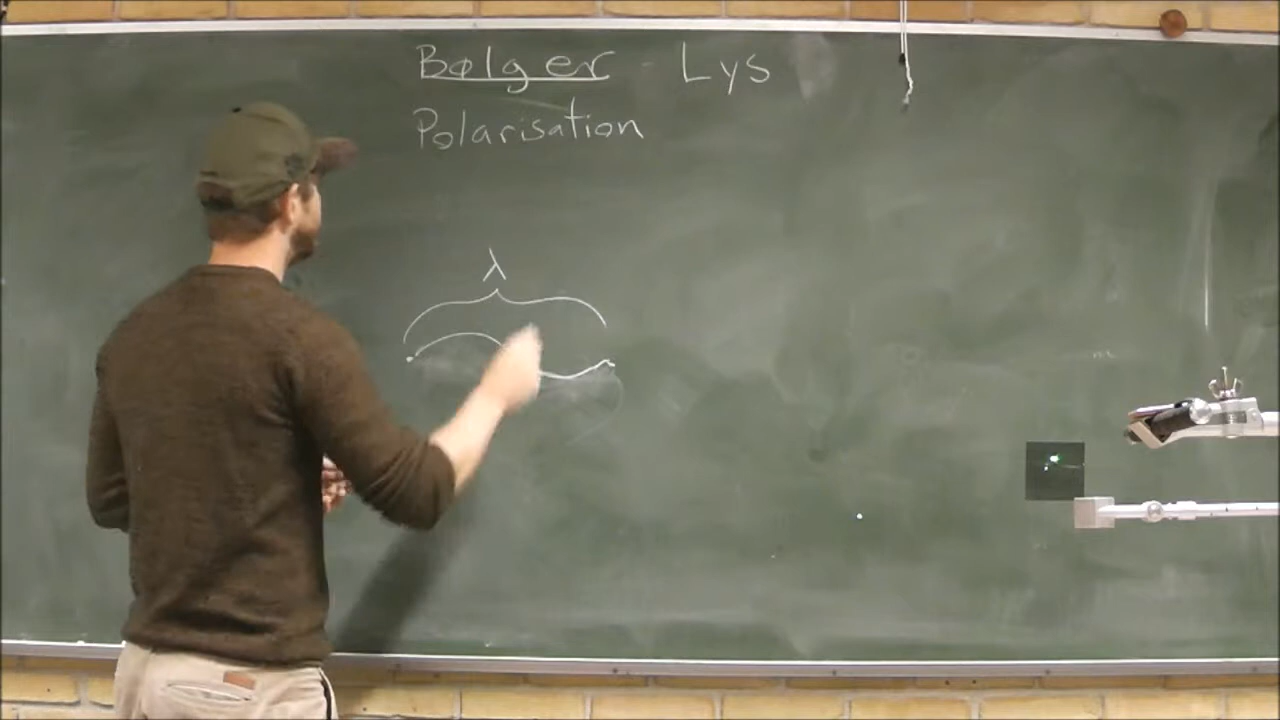 Bølger - Lys
Polarisation
λ